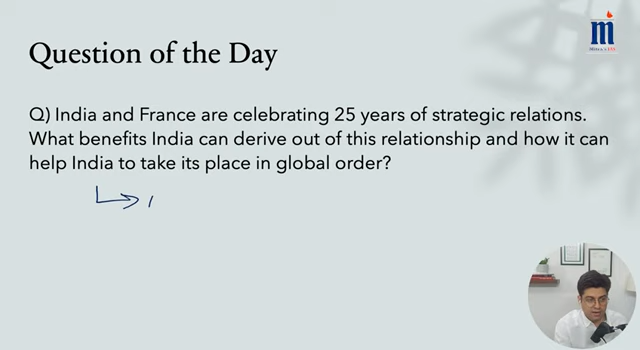 Question of the Day
Q) India and France are celebrating 25 years of strategic relations.
What benefits India can derive out of this relationship and how it can
help India to take its place in global order?
m